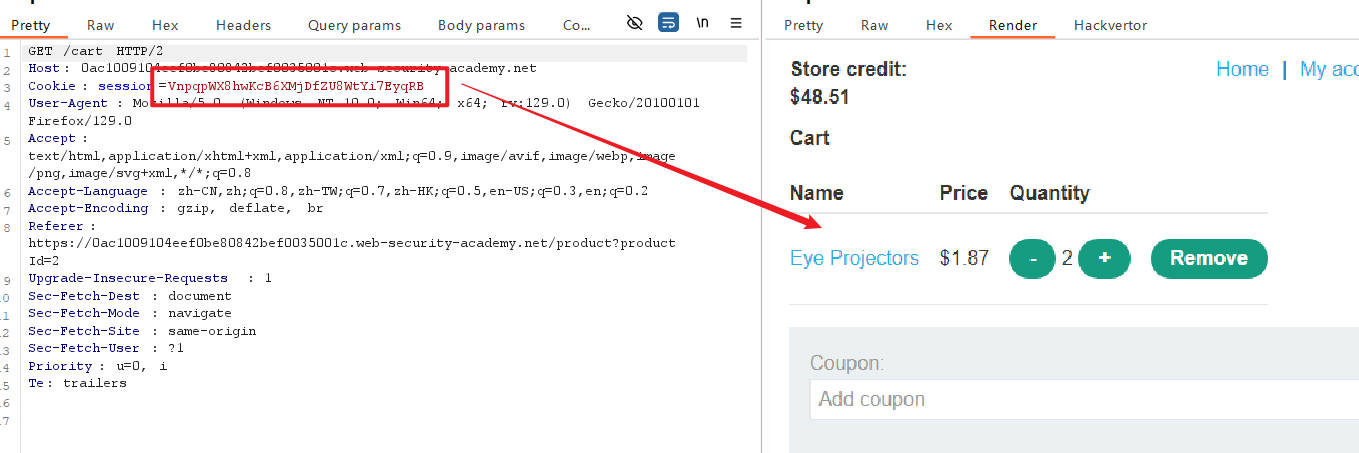 Pretty Raw Hex Headers Query params Body params Co... \n
1 GET /cart HTTP/2
2 Host: 0ac1009104eef0be80842bef0035001c.web-security-academy.net
3 Cookie: session=VnpqpWX8hwKcB6XMjDfZU8WtYi7EyqRB
4 User-Agent: Mozilla/5.0 (Windows NT 10.0; Win64; x64; rv:129.0) Gecko/20100101
Firefox/129.0
5 Accept:
text/html,application/xhtml+xml,application/xml;q=0.9,image/avif,image/webp,image
/png,image/svg+xml,*/*;q=0.8
6 Accept-Language: zh-CN,zh;q=0.8,zh-TW;q=0.7,zh-HK;q=0.5,en-US;q=0.3,en;q=0.2
7 Accept-Encoding: gzip, deflate, br
8 Referer:
https://0ac1009104eef0be80842bef0035001c.web-security-academy.net/product?product
Id=2
9 Upgrade-Insecure-Requests: 1
10 Sec-Fetch-Dest: document
11 Sec-Fetch-Mode: navigate
12 Sec-Fetch-Site: same-origin
13 Sec-Fetch-User: ?1
14 Priority: u=0, i
15 Te: trailers
16
17
Pretty Raw Hex Render Hackvertor
Store credit:
$48.51
Home | My acc
Cart
Name Price Quantity
Eye Projectors $1.87 - 2 + Remove
Coupon:
Add coupon